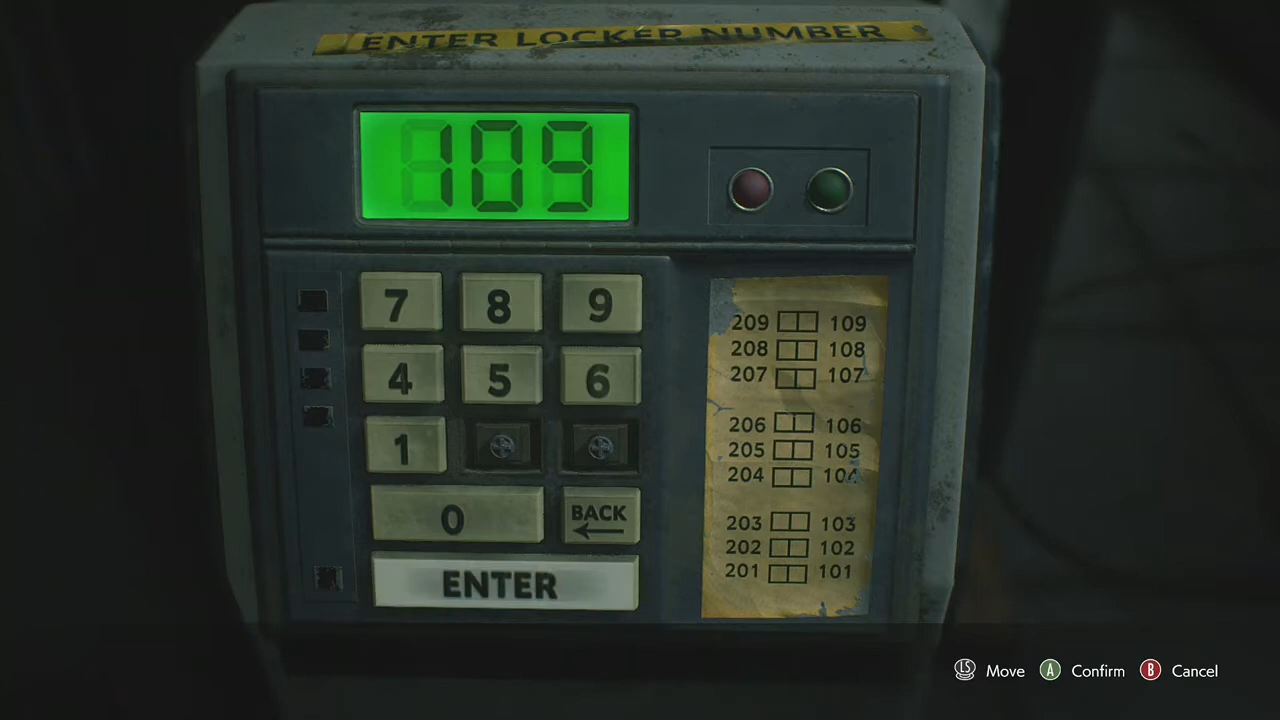 ENTER LOCKER NUMBER
109
7 8 9
4 5 6
1
0 BACK
ENTER
209 109
208 108
207 107
206 106
205 105
204 104
203 103
202 102
201 101
LS Move A Confirm B Cancel